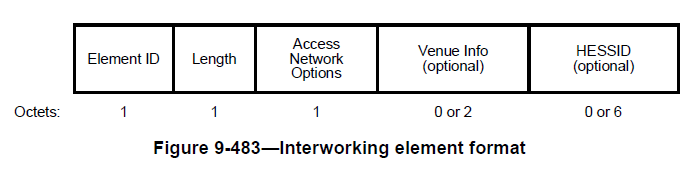 Element ID
Length
Access
Network
Options
Venue Info
(optional)
HESSID
(optional)
Octets: 1 1 1 0 or 2 0 or 6
Figure 9-483—Interworking element format